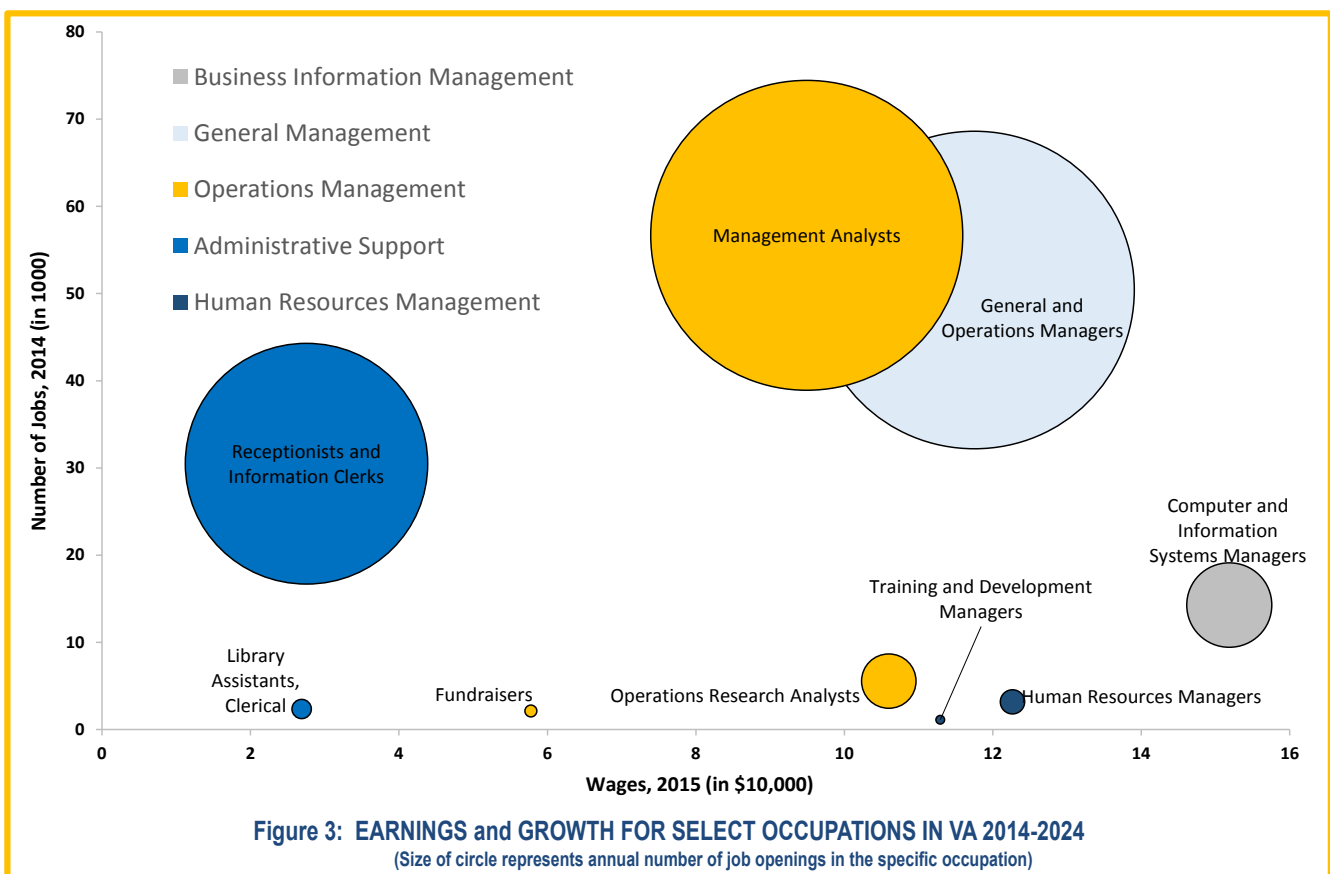 80
70
60
50
40
30
20
10
0
Number of Jobs, 2014 (in 1000)
Business Information Management
General Management
Operations Management
Administrative Support
Human Resources Management
Management Analysts
General and
Operations Managers
Receptionists and
Information Clerks
Computer and
Information
Systems Managers
Training and Development
Managers
Library
Assistants,
Clerical
Fundraisers
Operations Research Analysts
Human Resources Managers
0 2 4 6 8 10 12 14 16
Wages, 2015 (in $10,000)
Figure 3: EARNINGS and GROWTH FOR SELECT OCCUPATIONS IN VA 2014-2024
(Size of circle represents annual number of job openings in the specific occupation)